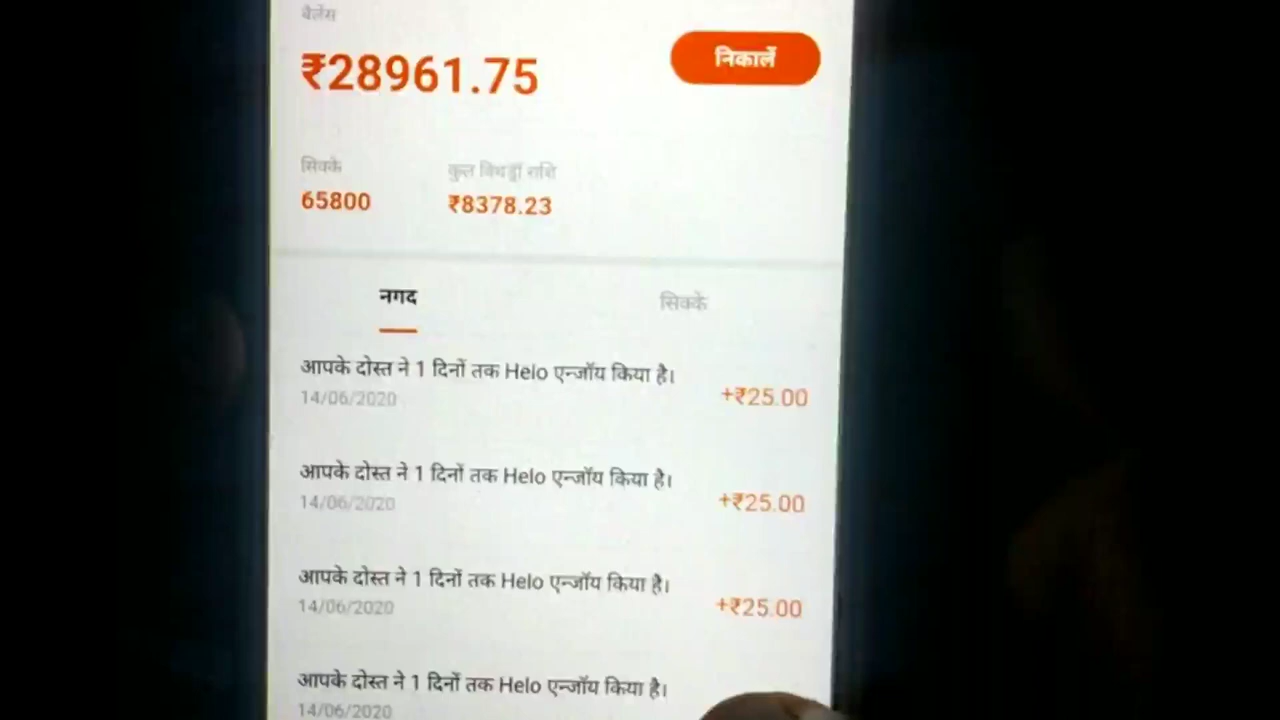 बैलेंस
₹28961.75
निकालें
सिक्के
कुल विथड्रॉ राशि
65800
₹8378.23
नगद
सिक्के
आपके दोस्त ने 1 दिनों तक Helo एन्जॉय किया है।
14/06/2020
+₹25.00
आपके दोस्त ने 1 दिनों तक Helo एन्जॉय किया है।
14/06/2020
+₹25.00
आपके दोस्त ने 1 दिनों तक Helo एन्जॉय किया है।
14/06/2020
+₹25.00
आपके दोस्त ने 1 दिनों तक Helo एन्जॉय किया है।
14/06/2020